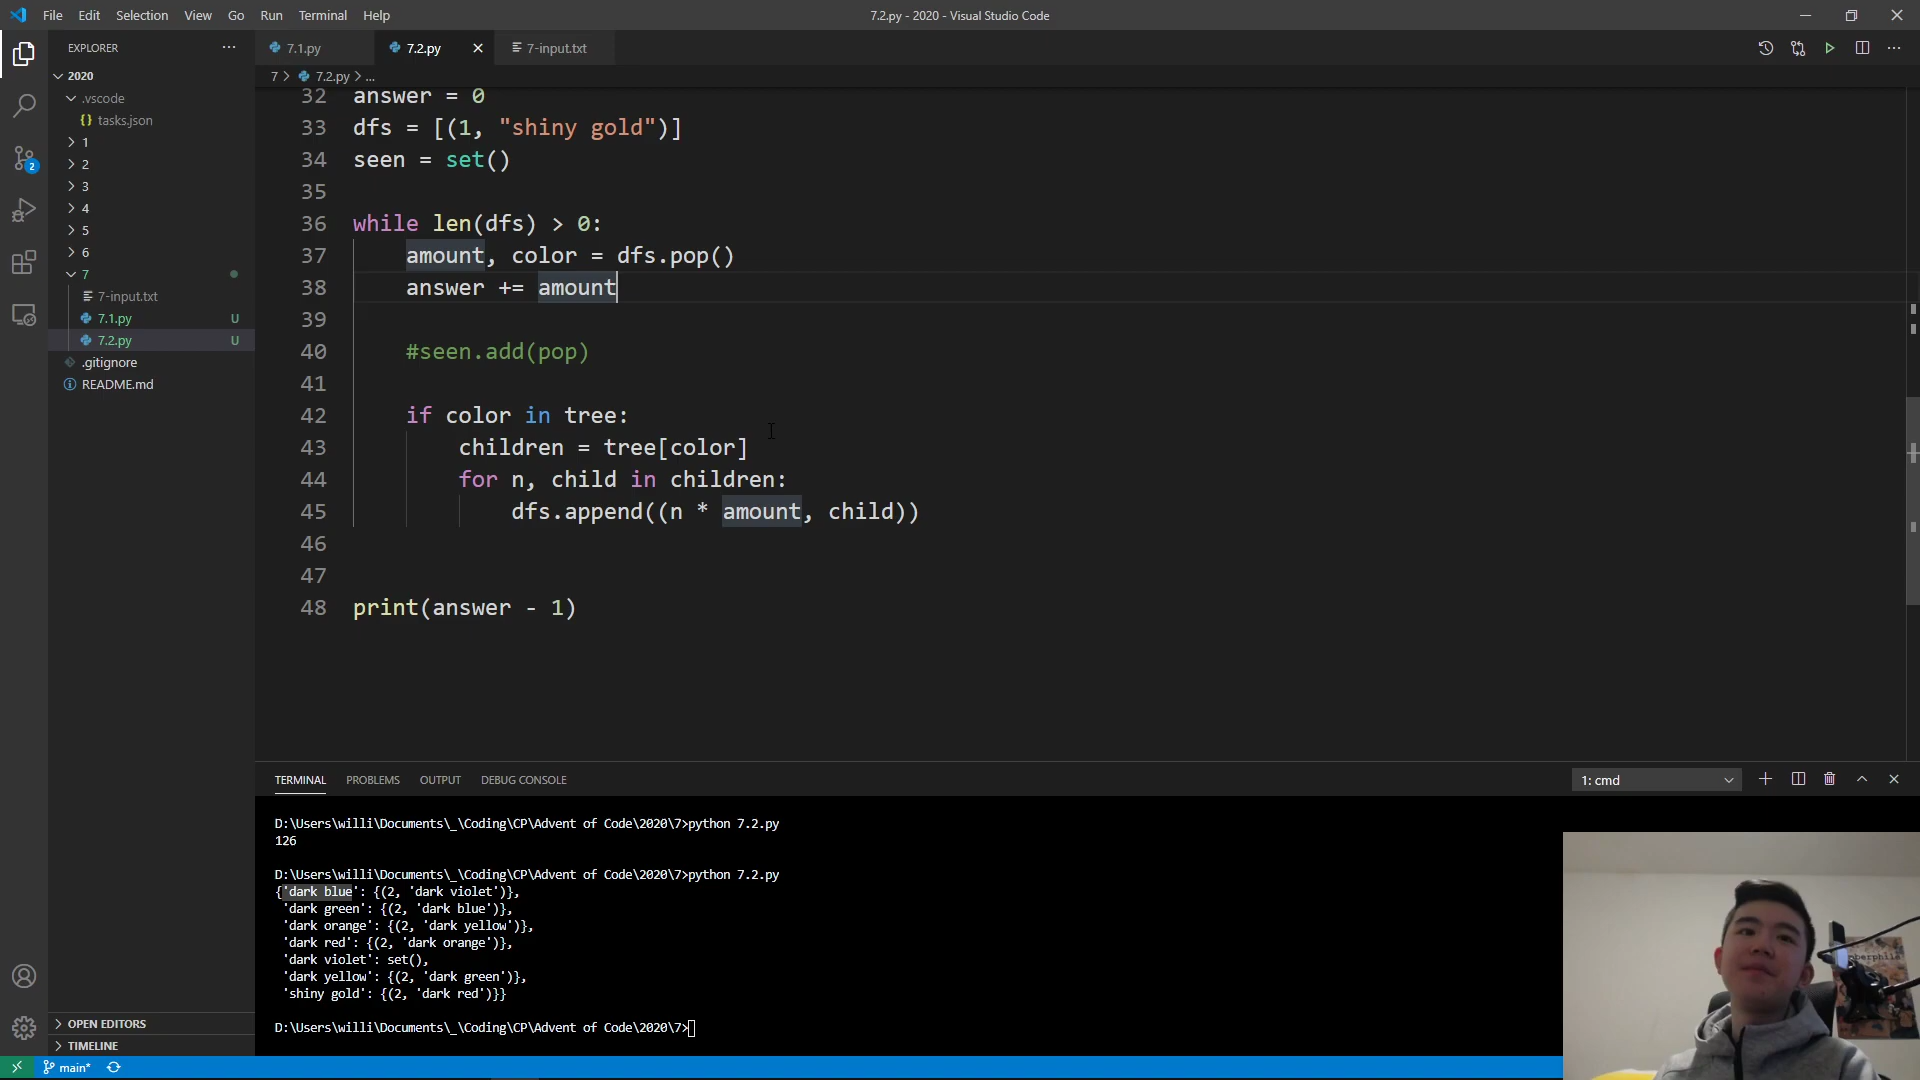 File Edit Selection View Go Run Terminal Help
7.2.py - 2020 - Visual Studio Code
EXPLORER
7.1.py
7.2.py
7-input.txt
2020
.vscode
tasks.json
1
2
3
4
5
6
7
7-input.txt
7.1.py U
7.2.py U
.gitignore
README.md
OPEN EDITORS
TIMELINE
2
7 > 7.2.py > ...
32 answer = 0
33 dfs = [(1, "shiny gold")]
34 seen = set()
35
36 while len(dfs) > 0:
37 amount, color = dfs.pop()
38 answer += amount
39
40 #seen.add(pop)
41
42 if color in tree:
43 children = tree[color]
44 for n, child in children:
45 dfs.append((n * amount, child))
46
47
48 print(answer - 1)
TERMINAL PROBLEMS OUTPUT DEBUG CONSOLE
1: cmd
D:\Users\willi\Documents\_\Coding\CP\Advent of Code\2020\7>python 7.2.py
126
D:\Users\willi\Documents\_\Coding\CP\Advent of Code\2020\7>python 7.2.py
{'dark blue': {(2, 'dark violet')},
'dark green': {(2, 'dark blue')},
'dark orange': {(2, 'dark yellow')},
'dark red': {(2, 'dark orange')},
'dark violet': set(),
'dark yellow': {(2, 'dark green')},
'shiny gold': {(2, 'dark red')}}
D:\Users\willi\Documents\_\Coding\CP\Advent of Code\2020\7>
main*